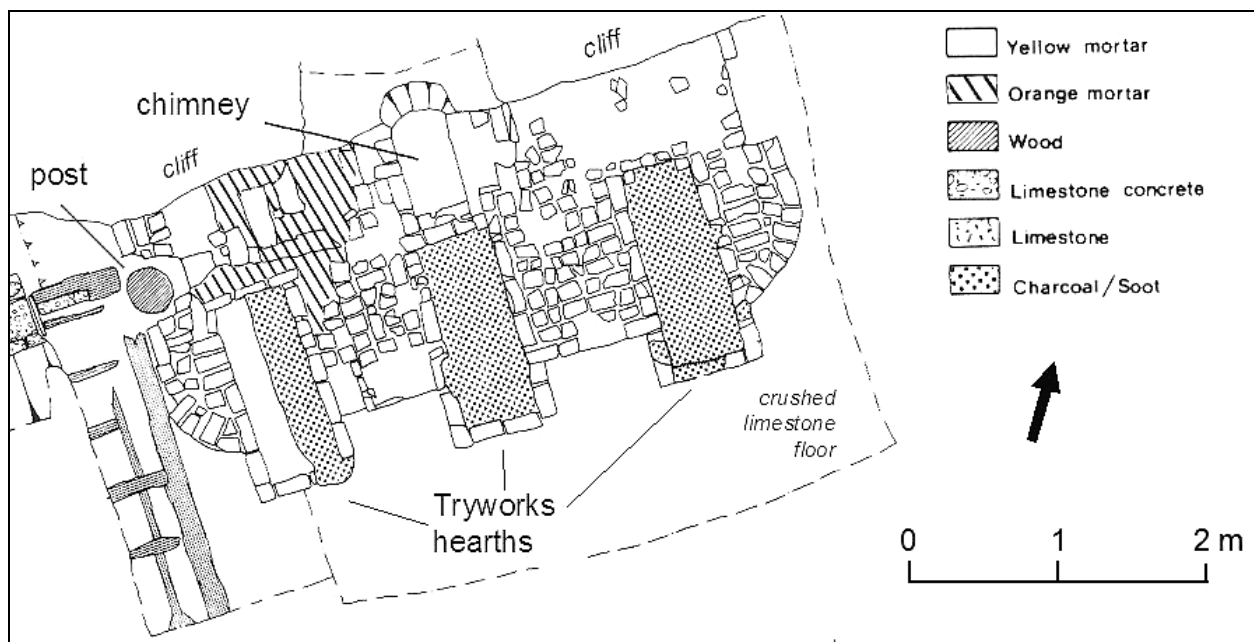 cliff
chimney
cliff
post
Tryworks
hearths
crushed
limestone
floor
Yellow mortar
Orange mortar
Wood
Limestone concrete
Limestone
Charcoal/Soot
0 1 2 m